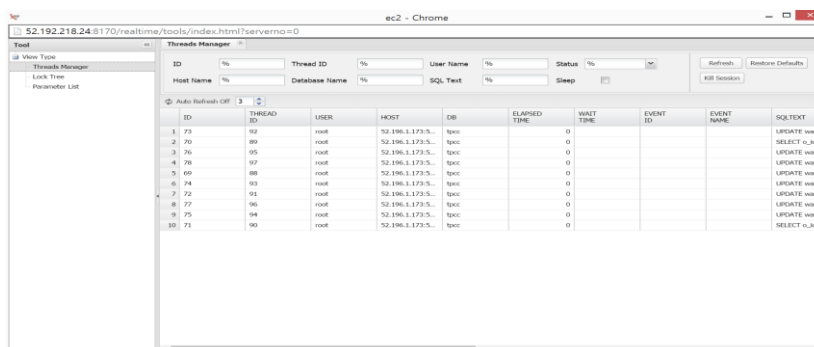 ec2 - Chrome
52.192.218.24:8170/realtime/tools/index.html?serverno=0
Tool
View Type
Threads Manager
Lock Tree
Parameter List
Threads Manager
ID % Thread ID % User Name % Status % Refresh Restore Defaults
Host Name % Database Name % SQL Text % Sleep Kill Session
Auto Refresh Off 3
ID THREAD ID USER HOST DB ELAPSED TIME WAIT TIME EVENT ID EVENT NAME SQLTEXT
1 73 92 root 52.196.1.173:5... tpcc 0 UPDATE wa
2 70 89 root 52.196.1.173:5... tpcc 0 SELECT o_i
3 76 95 root 52.196.1.173:5... tpcc 0 UPDATE wa
4 78 97 root 52.196.1.173:5... tpcc 0 UPDATE wa
5 69 88 root 52.196.1.173:5... tpcc 0 UPDATE wa
6 74 93 root 52.196.1.173:5... tpcc 0 UPDATE wa
7 72 91 root 52.196.1.173:5... tpcc 0 UPDATE wa
8 77 96 root 52.196.1.173:5... tpcc 0 UPDATE wa
9 75 94 root 52.196.1.173:5... tpcc 0 UPDATE wa
10 71 90 root 52.196.1.173:5... tpcc 0 SELECT o_i